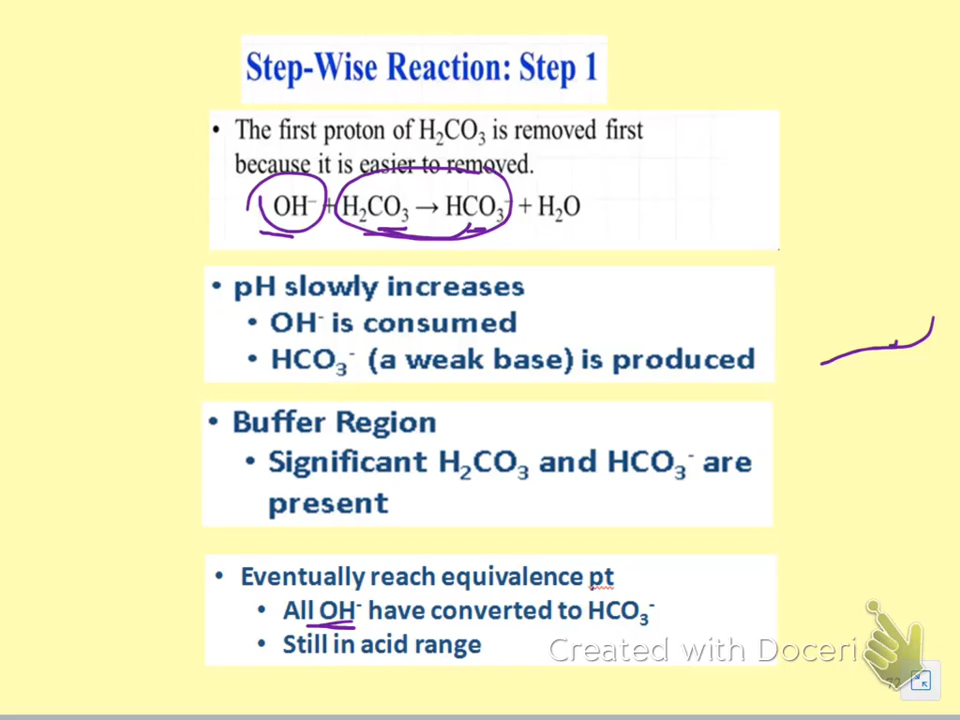 Step-Wise Reaction: Step 1
• The first proton of H₂CO₃ is removed first
because it is easier to removed.
OH⁻ + H₂CO₃ → HCO₃⁻ + H₂O
• pH slowly increases
• OH⁻ is consumed
• HCO₃⁻ (a weak base) is produced
• Buffer Region
• Significant H₂CO₃ and HCO₃⁻ are
present
• Eventually reach equivalence pt
• All OH⁻ have converted to HCO₃⁻
• Still in acid range
Created with Doceri